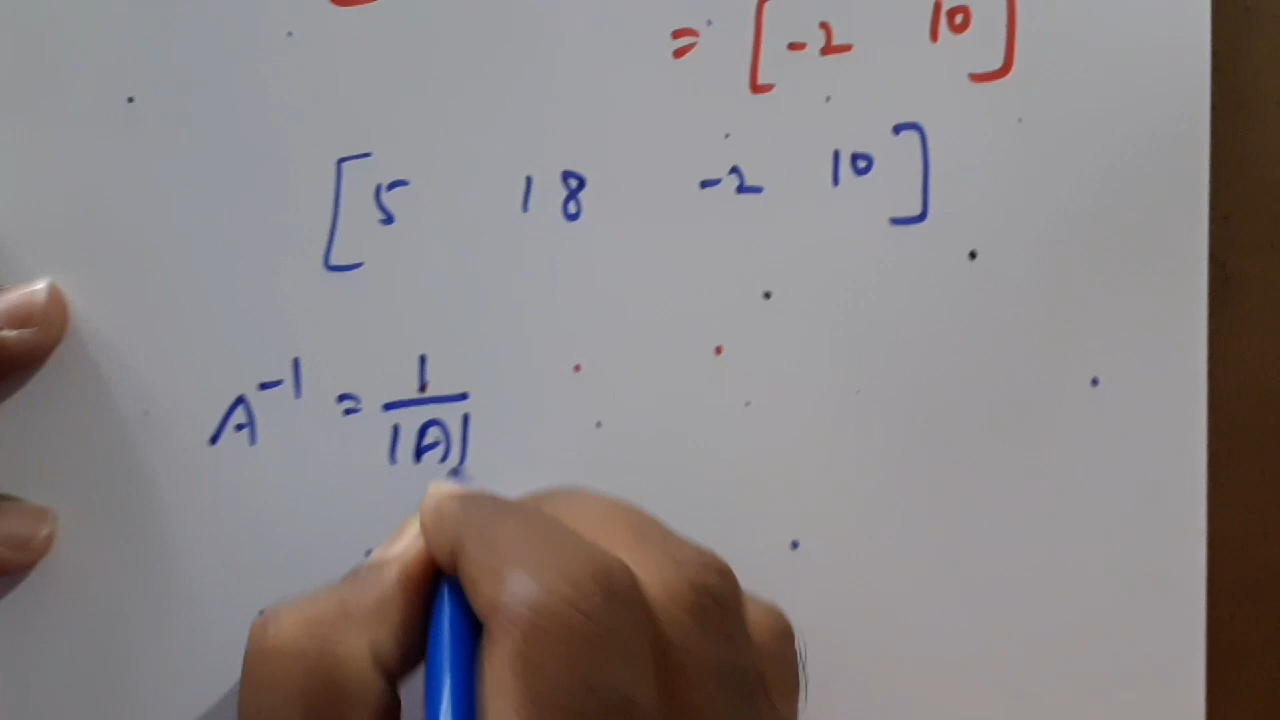 = [-2 10]
[5 18 -2 10]
A⁻¹ = 1/|A|